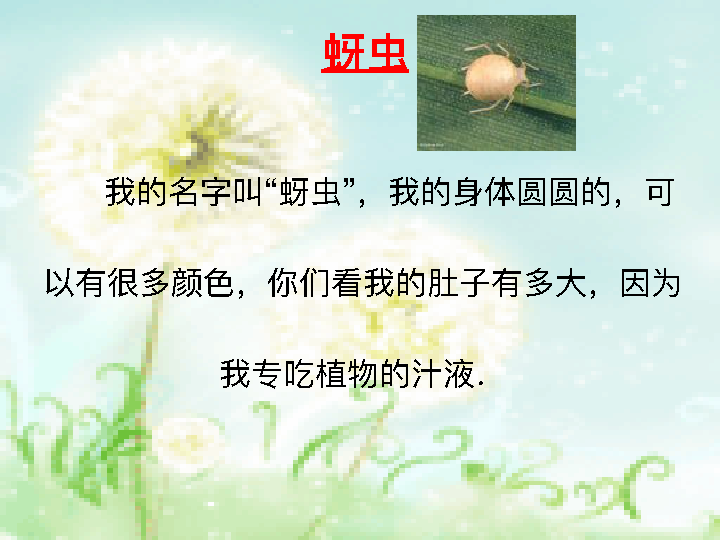 蚜虫
我的名字叫“蚜虫”，我的身体圆圆的，可
以有很多颜色，你们看我的肚子有多大，因为
我专吃植物的汁液.